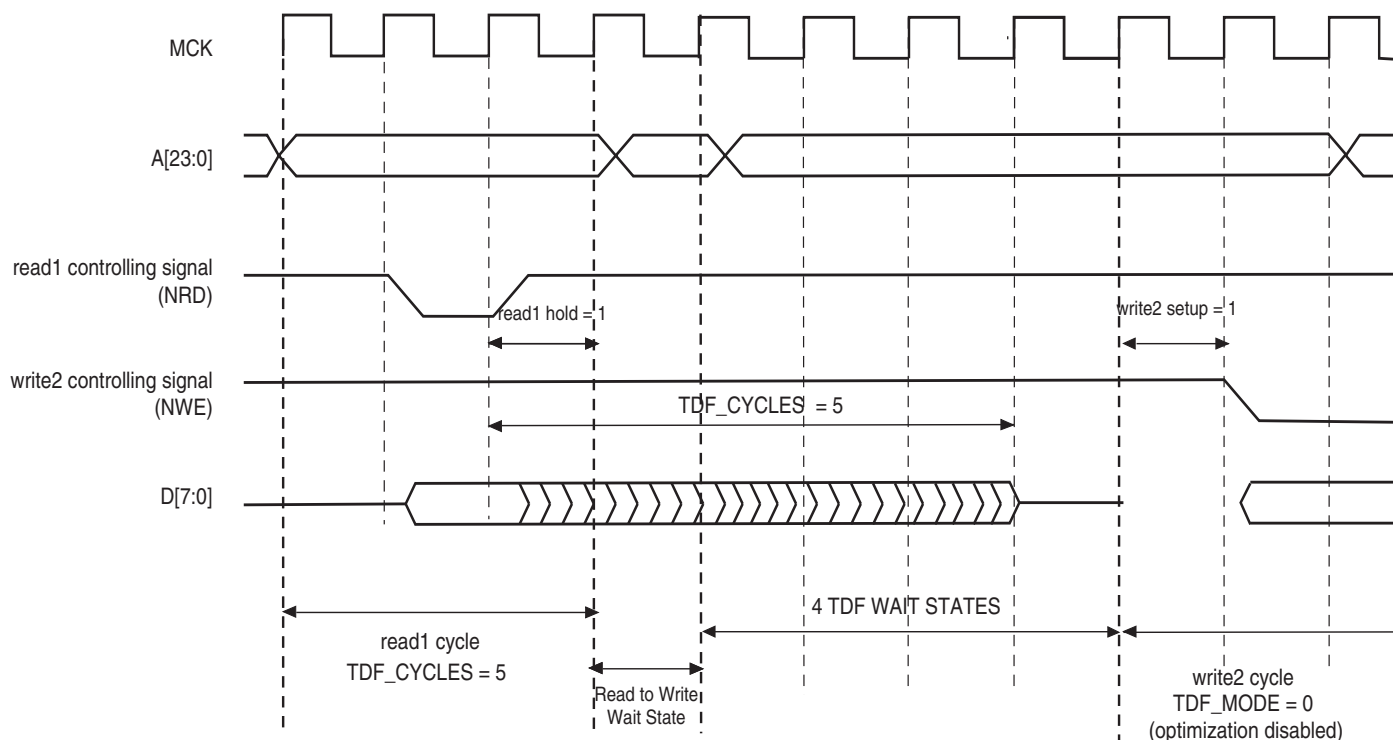 MCK
A[23:0]
read1 controlling signal
(NRD)
read1 hold = 1
write2 setup = 1
write2 controlling signal
(NWE)
TDF_CYCLES = 5
D[7:0]
4 TDF WAIT STATES
read1 cycle
TDF_CYCLES = 5
Read to Write
Wait State
write2 cycle
TDF_MODE = 0
(optimization disabled)